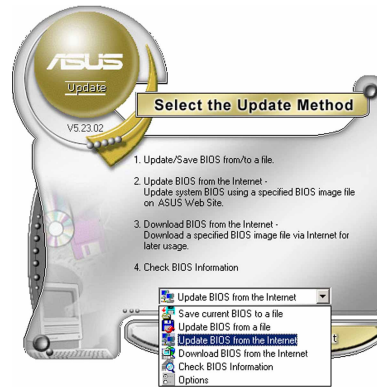 ASUS
Update
V5.23.02
Select the Update Method
1. Update/Save BIOS from/to a file.
2. Update BIOS from the Internet -
Update system BIOS using a specified BIOS image file
on ASUS Web Site.
3. Download BIOS from the Internet -
Download a specified BIOS image file via Internet for
later usage.
4. Check BIOS Information
Update BIOS from the Internet
Save current BIOS to a file
Update BIOS from a file
Update BIOS from the Internet
Download BIOS from the Internet
Check BIOS Information
Options